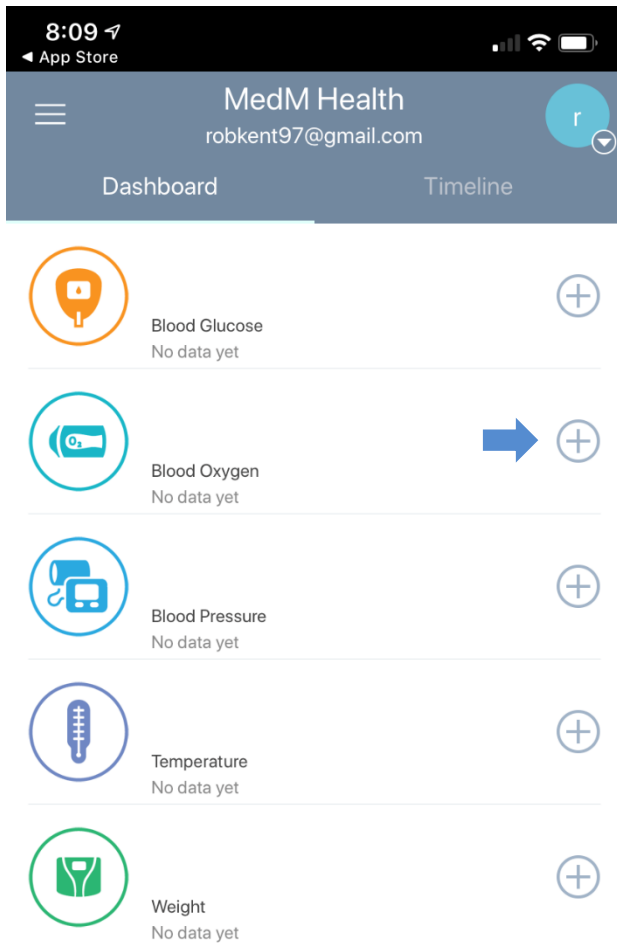 8:09
◀ App Store
MedM Health
robkent97@gmail.com
r
Dashboard
Timeline
Blood Glucose
No data yet
O₂
Blood Oxygen
No data yet
Blood Pressure
No data yet
Temperature
No data yet
Weight
No data yet